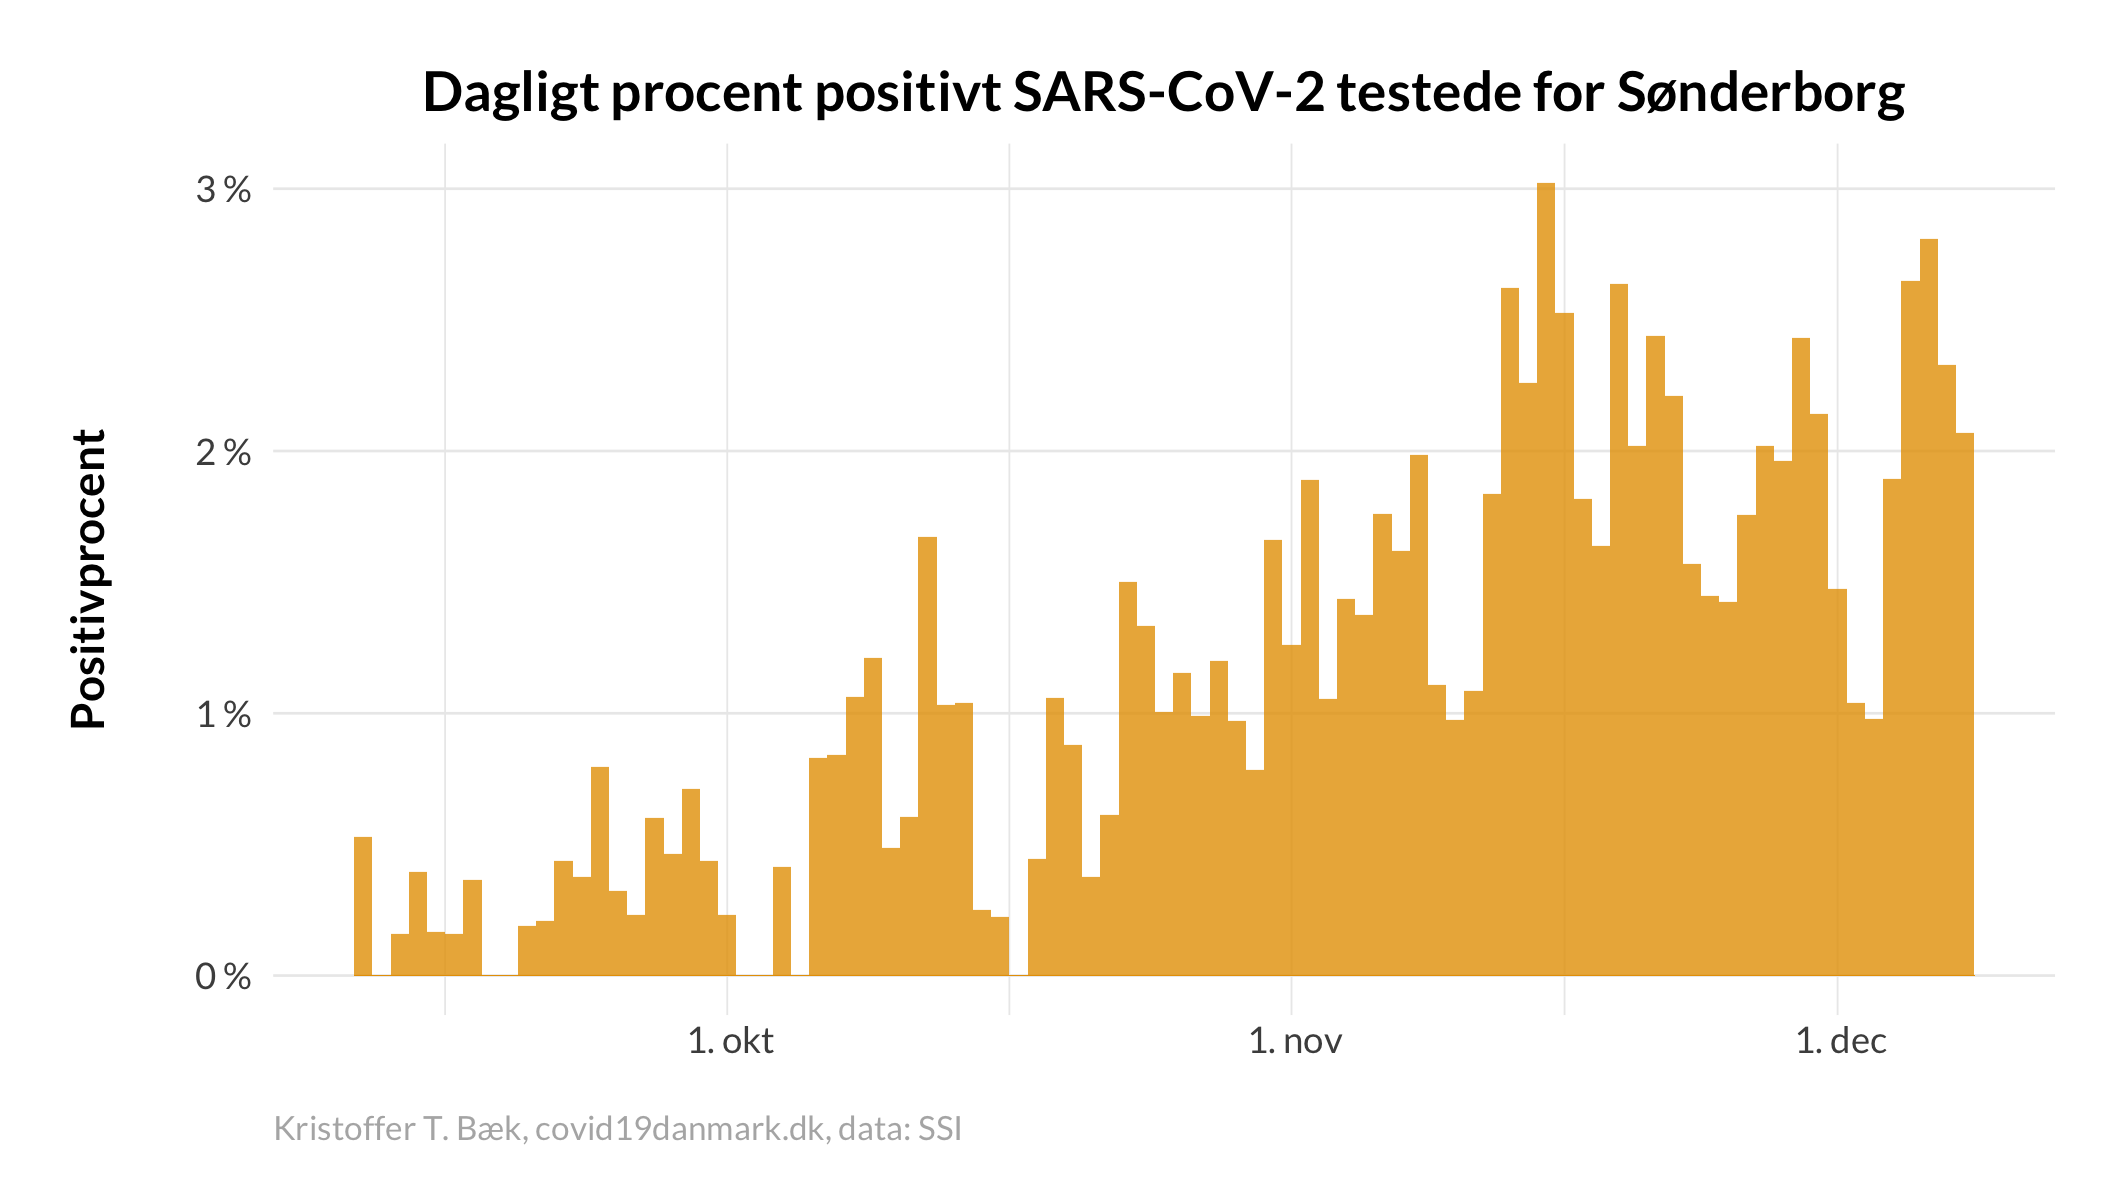 Dagligt procent positivt SARS-CoV-2 testede for Sønderborg
Positivprocent
3 %
2 %
1 %
0 %
1. okt
1. nov
1. dec
Kristoffer T. Bæk, covid19danmark.dk, data: SSI